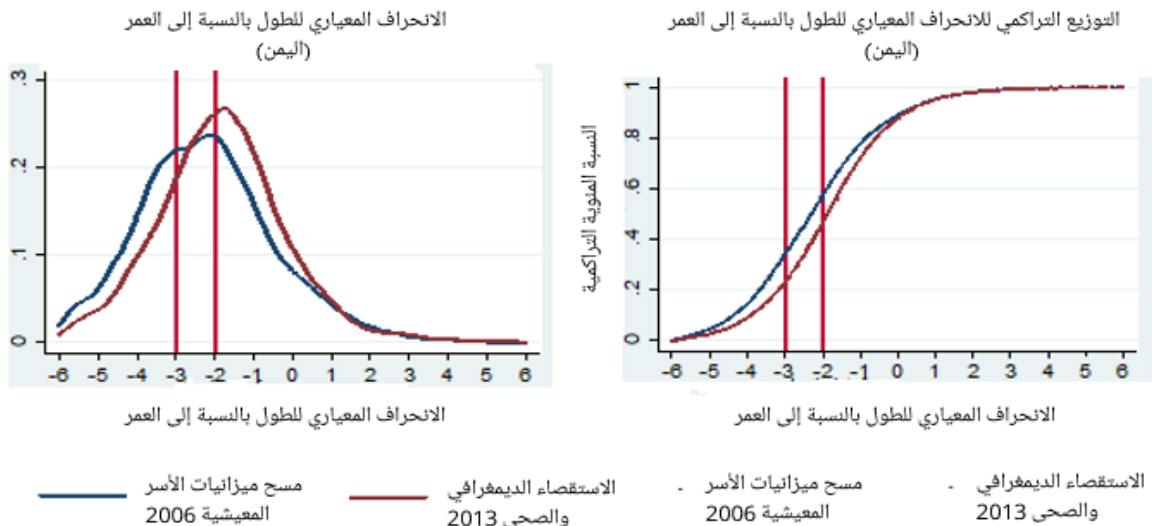 التوزيع التراكمي للانحراف المعياري للطول بالنسبة إلى العمر
(اليمن)
النسبة المئوية التراكمية
1
.8
.6
.4
.2
0
-6 -5 -4 -3 -2 -1 0 1 2 3 4 5 6
الانحراف المعياري للطول بالنسبة إلى العمر
الاستقصاء الديمغرافي
والصحي 2013
مسح ميزانيات الأسر
المعيشية 2006
الانحراف المعياري للطول بالنسبة إلى العمر
(اليمن)
.3
.2
.1
0
-6 -5 -4 -3 -2 -1 0 1 2 3 4 5 6
الانحراف المعياري للطول بالنسبة إلى العمر
الاستقصاء الديمغرافي
والصحي 2013
مسح ميزانيات الأسر
المعيشية 2006